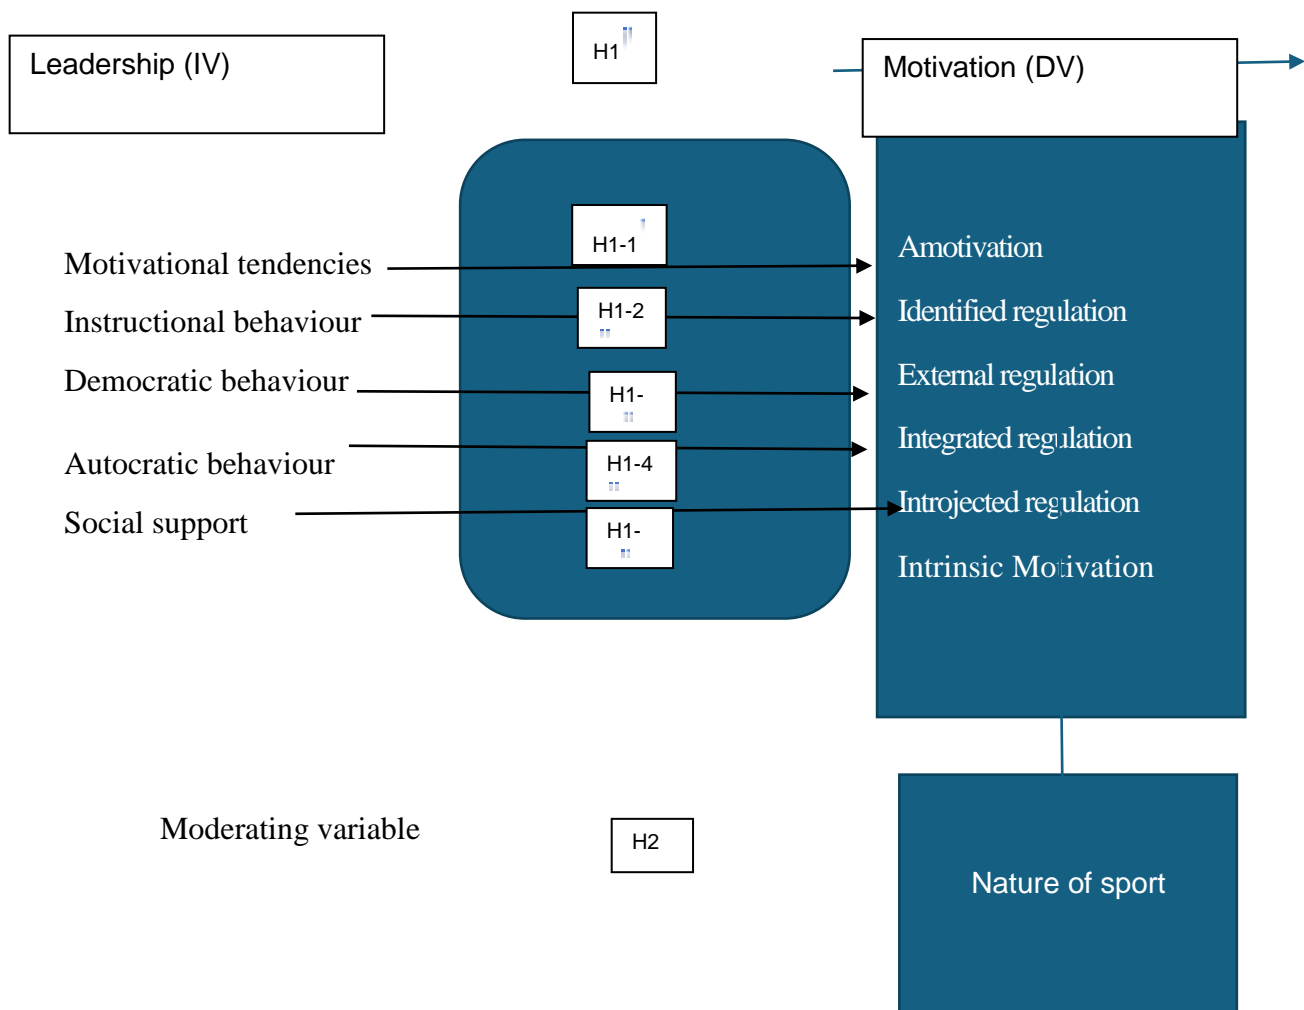 H1
Leadership (IV)
Motivation (DV)
H1-1
Motivational tendencies
Amotivation
Instructional behaviour
H1-2
Identified regulation
Democratic behaviour
H1-
External regulation
Autocratic behaviour
H1-4
Integrated regulation
Social support
H1-
Introjected regulation
Intrinsic Motivation
Moderating variable
H2
Nature of sport